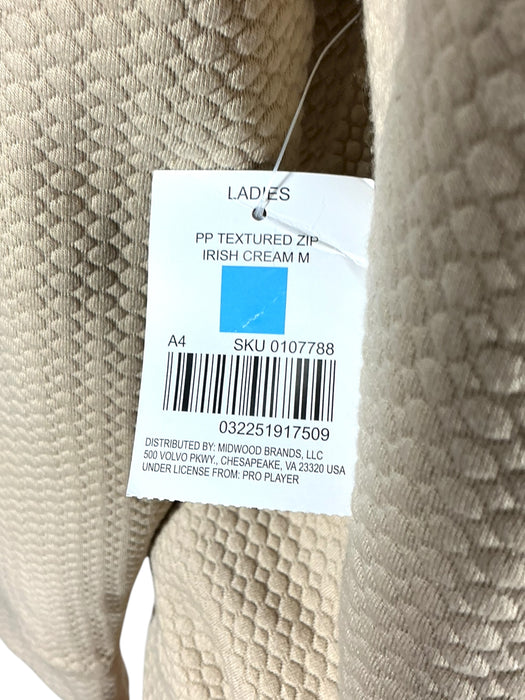 LADIES
PP TEXTURED ZIP
IRISH CREAM M
A4 SKU 0107788
032251917509
DISTRIBUTED BY: MIDWOOD BRANDS, LLC
500 VOLVO PKWY., CHESAPEAKE, VA 23320 USA
UNDER LICENSE FROM: PRO PLAYER